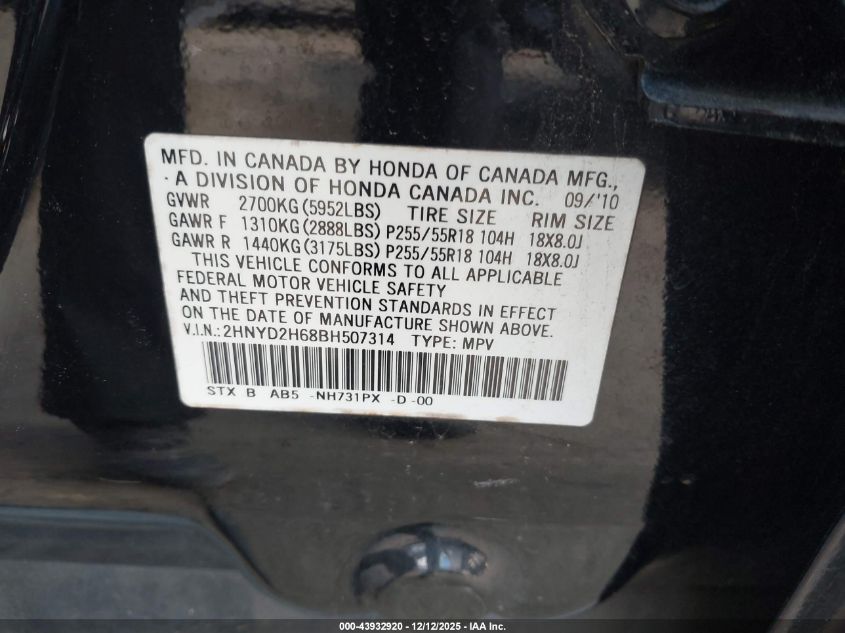 MFD. IN CANADA BY HONDA OF CANADA MFG.,
A DIVISION OF HONDA CANADA INC. 09/'10
GVWR 2700KG(5952LBS) TIRE SIZE RIM SIZE
GAWR F 1310KG(2888LBS) P255/55R18 104H 18X8.0J
GAWR R 1440KG(3175LBS) P255/55R18 104H 18X8.0J
THIS VEHICLE CONFORMS TO ALL APPLICABLE
FEDERAL MOTOR VEHICLE SAFETY
AND THEFT PREVENTION STANDARDS IN EFFECT
ON THE DATE OF MANUFACTURE SHOWN ABOVE.
V.I.N.:2HNYD2H68BH507314 TYPE: MPV
STX B AB5 -NH731PX -D-00
000-43932920 - 12/12/2025 - IAA Inc.